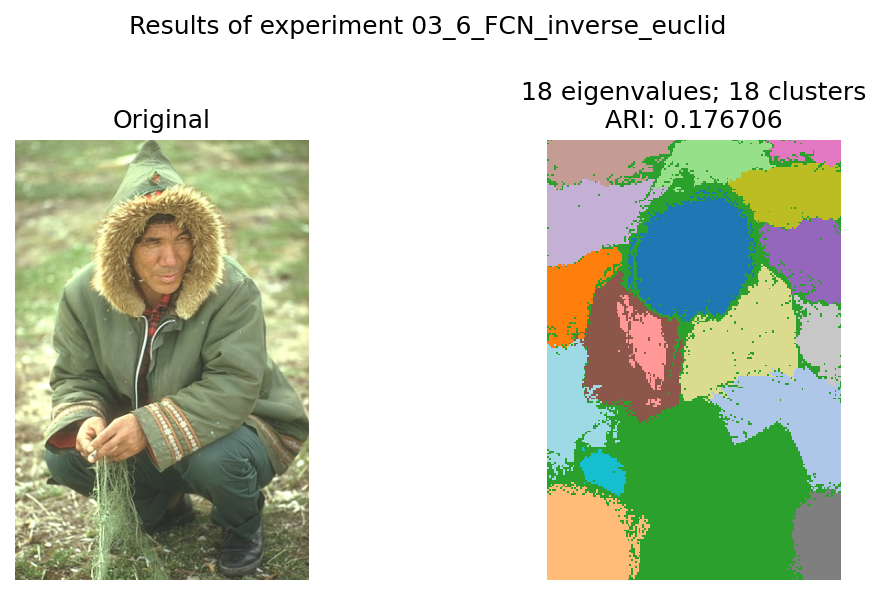 Results of experiment 03_6_FCN_inverse_euclid
Original
18 eigenvalues; 18 clusters
ARI: 0.176706